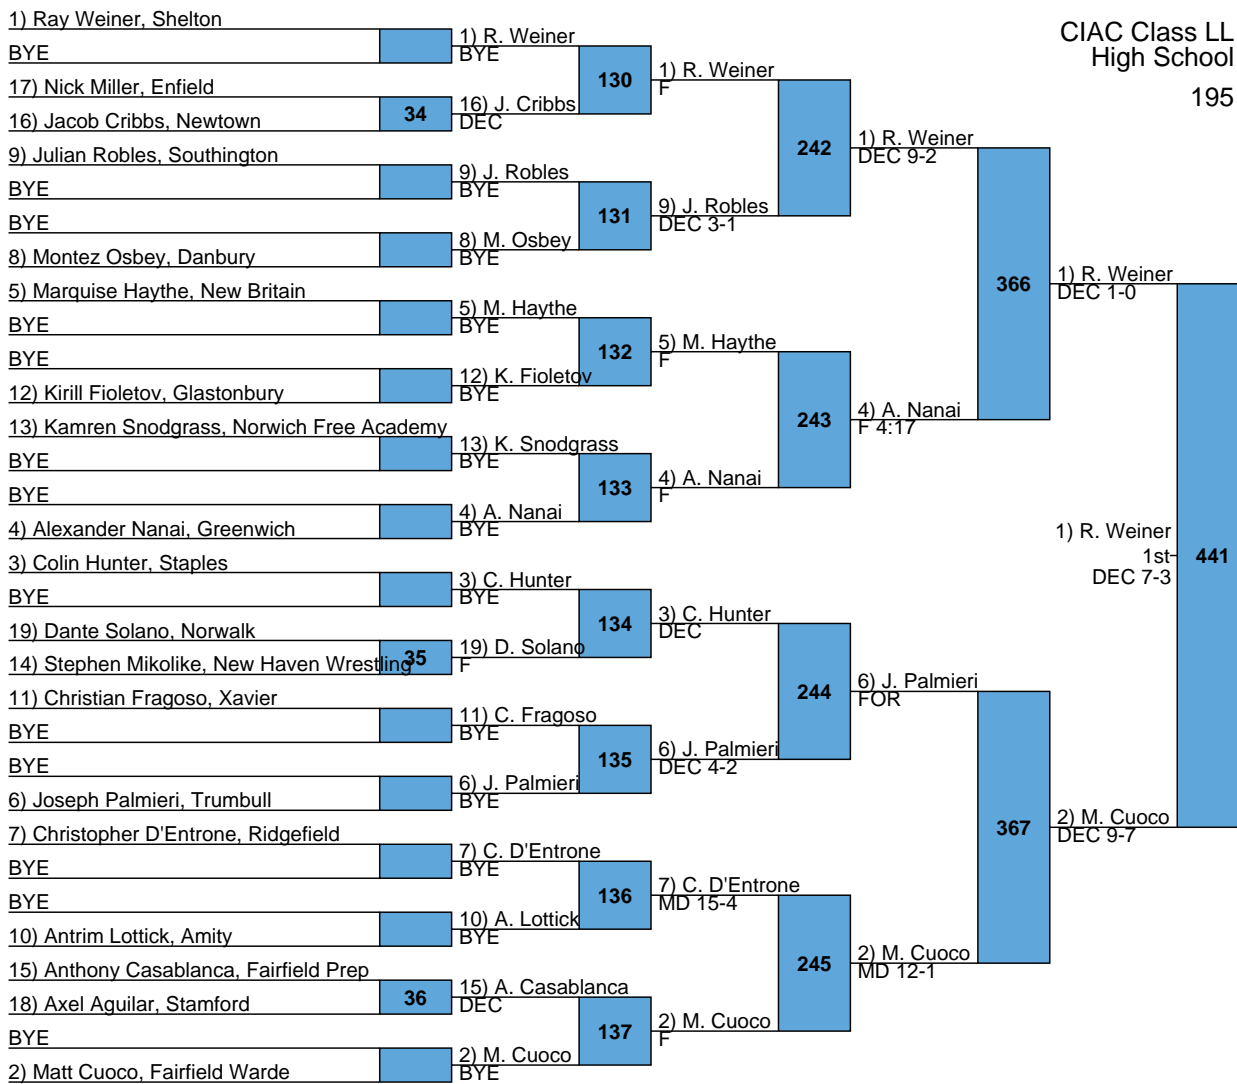 CIAC Class LL
High School
195
1) Ray Weiner, Shelton
BYE
17) Nick Miller, Enfield
16) Jacob Cribbs, Newtown
9) Julian Robles, Southington
BYE
BYE
8) Montez Osbey, Danbury
5) Marquise Haythe, New Britain
BYE
BYE
12) Kirill Fioletov, Glastonbury
13) Kamren Snodgrass, Norwich Free Academy
BYE
BYE
4) Alexander Nanai, Greenwich
3) Colin Hunter, Staples
BYE
19) Dante Solano, Norwalk
14) Stephen Mikolike, New Haven Wrestling
11) Christian Fragoso, Xavier
BYE
BYE
6) Joseph Palmieri, Trumbull
7) Christopher D'Entrone, Ridgefield
BYE
BYE
10) Antrim Lottick, Amity
15) Anthony Casablanca, Fairfield Prep
18) Axel Aguilar, Stamford
BYE
2) Matt Cuoco, Fairfield Warde
34
35
36
1) R. Weiner
BYE
16) J. Cribbs
DEC
9) J. Robles
BYE
8) M. Osbey
BYE
5) M. Haythe
BYE
12) K. Fioletov
BYE
13) K. Snodgrass
BYE
4) A. Nanai
BYE
3) C. Hunter
BYE
19) D. Solano
F
11) C. Fragoso
BYE
6) J. Palmieri
BYE
7) C. D'Entrone
BYE
10) A. Lottick
BYE
15) A. Casablanca
DEC
2) M. Cuoco
BYE
130
131
132
133
134
135
136
137
1) R. Weiner
F
9) J. Robles
DEC 3-1
5) M. Haythe
F
4) A. Nanai
F
3) C. Hunter
DEC
6) J. Palmieri
DEC 4-2
7) C. D'Entrone
MD 15-4
2) M. Cuoco
F
242
243
244
245
1) R. Weiner
DEC 9-2
4) A. Nanai
F 4:17
6) J. Palmieri
FOR
2) M. Cuoco
MD 12-1
366
367
1) R. Weiner
DEC 1-0
2) M. Cuoco
DEC 9-7
441
1) R. Weiner
1st
DEC 7-3